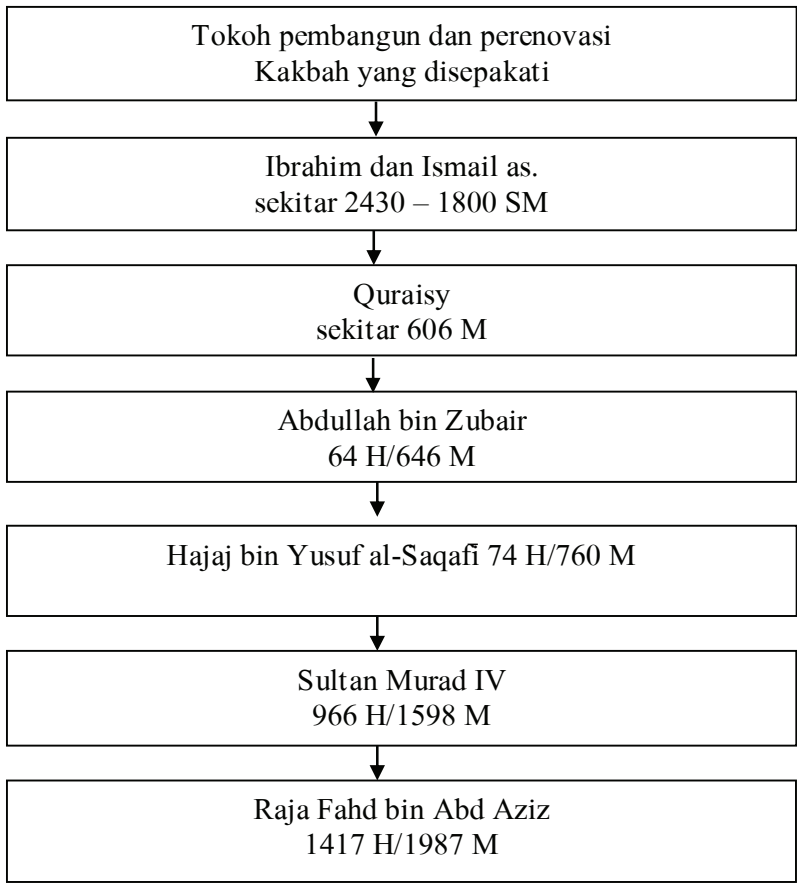 Tokoh pembangun dan perenovasi
Kakbah yang disepakati
Ibrahim dan Ismail as.
sekitar 2430 – 1800 SM
Quraisy
sekitar 606 M
Abdullah bin Zubair
64 H/646 M
Hajaj bin Yusuf al-Saqafi 74 H/760 M
Sultan Murad IV
966 H/1598 M
Raja Fahd bin Abd Aziz
1417 H/1987 M